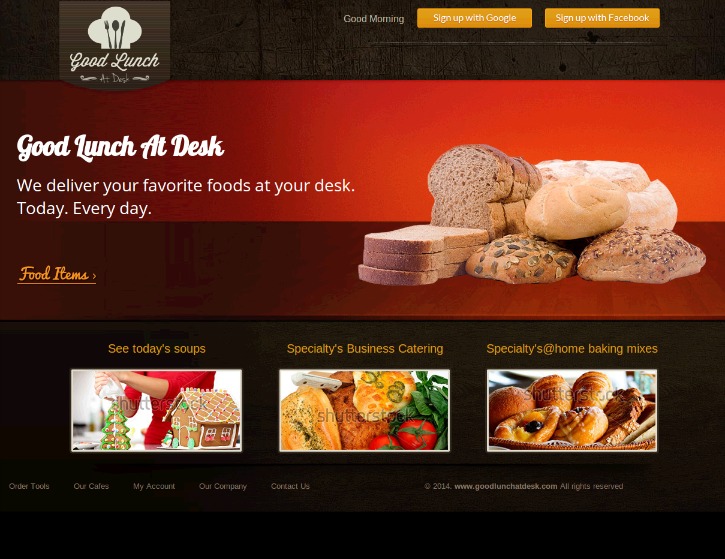 Good Lunch
At Desk
Good Morning
Sign up with Google
Sign up with Facebook
Good Lunch At Desk
We deliver your favorite foods at your desk.
Today. Every day.
Food Items ›
See today's soups
Specialty's Business Catering
Specialty's@home baking mixes
shutterstock
shutterstock
shutterstock
Order Tools
Our Cafes
My Account
Our Company
Contact Us
© 2014. www.goodlunchatdesk.com All rights reserved